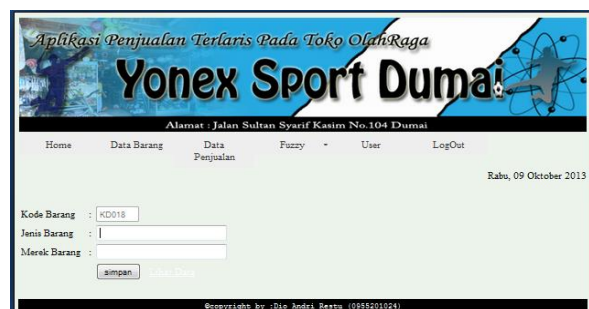 Aplikasi Penjualan Terlaris Pada Toko OlahRaga
Yonex Sport Dumai
Alamat : Jalan Sultan Syarif Kasim No.104 Dumai
Home Data Barang Data Penjualan Fuzzy User LogOut
Rabu, 09 Oktober 2013
Kode Barang : KD018
Jenis Barang :
Merek Barang :
simpan Lihat Data
@copyright by :Dio Andri Restu (0955201024)